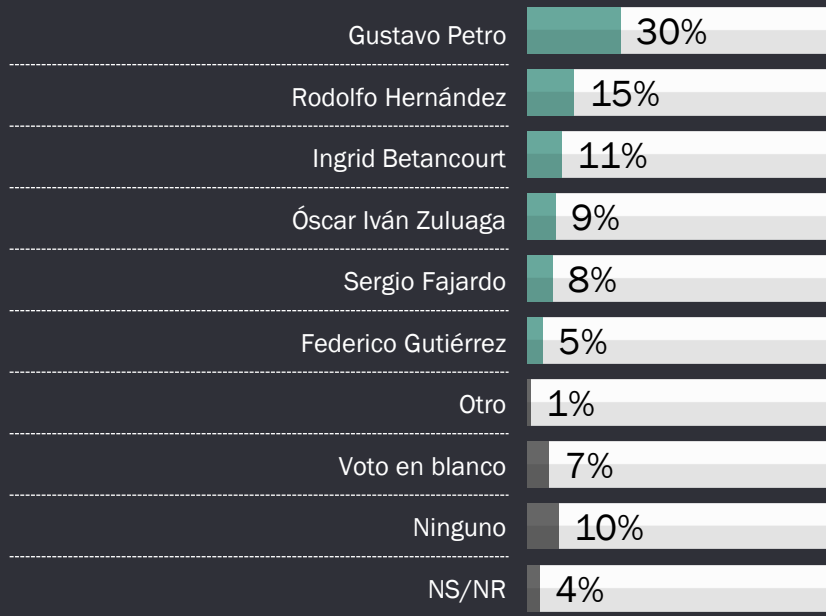 Gustavo Petro 30%
Rodolfo Hernández 15%
Ingrid Betancourt 11%
Óscar Iván Zuluaga 9%
Sergio Fajardo 8%
Federico Gutiérrez 5%
Otro 1%
Voto en blanco 7%
Ninguno 10%
NS/NR 4%